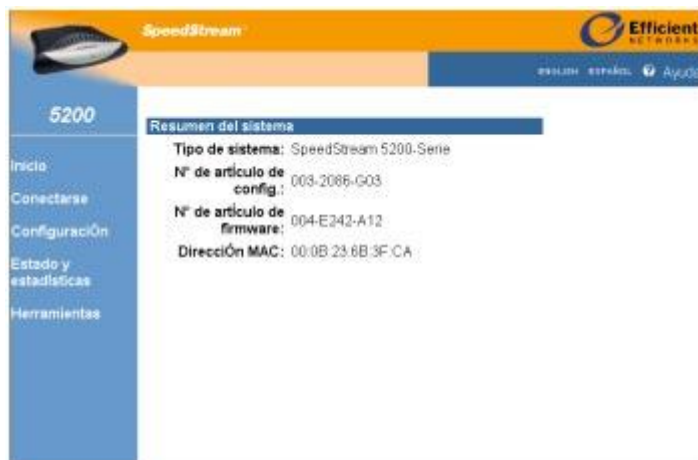 SpeedStream
Efficient
NETWORKS
ENGLISH ESPAÑOL ? Ayuda
5200
Resumen del sistema
Tipo de sistema: SpeedStream 5200-Serie
N° de artículo de config.: 003-2086-G03
N° de artículo de firmware: 004-E242-A12
DirecciÓn MAC: 00:0B:23:6B:3F:CA
Inicio
Conectarse
ConfiguraciÓn
Estado y
estadísticas
Herramientas